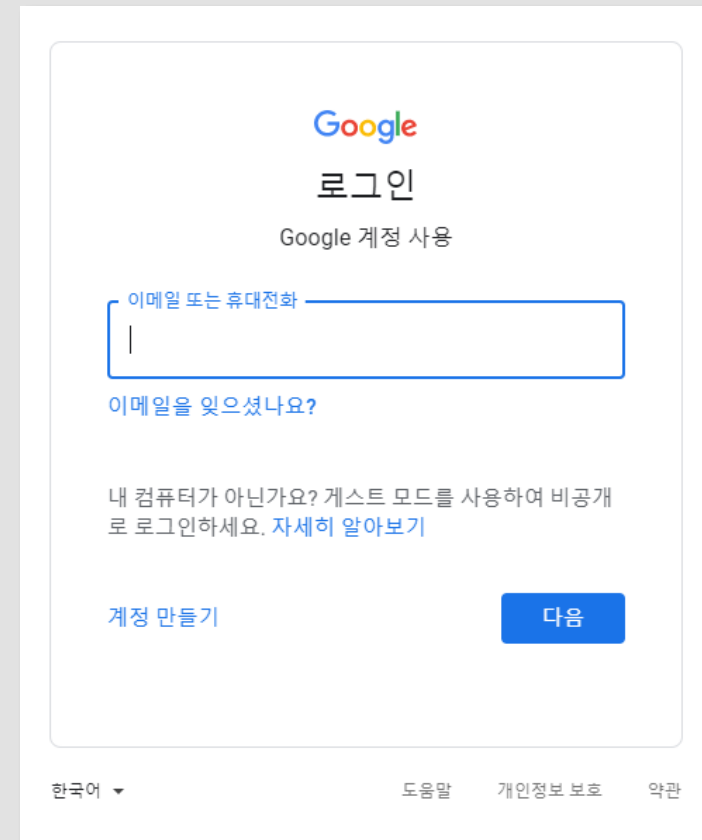 Google
로그인
Google 계정 사용
이메일 또는 휴대전화
이메일을 잊으셨나요?
내 컴퓨터가 아닌가요? 게스트 모드를 사용하여 비공개
로 로그인하세요. 자세히 알아보기
계정 만들기
다음
한국어
도움말
개인정보 보호
약관